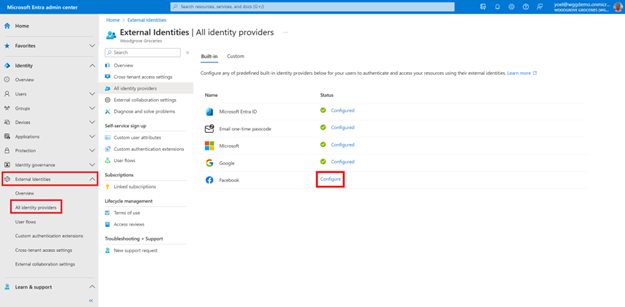 Microsoft Entra admin center
Search resources, services, and docs (G+/)
WOODGROVE GROCERIES
Home
Favorites
Identity
Overview
Users
Groups
Devices
Applications
Protection
Identity governance
External Identities
Overview
All identity providers
User flows
Custom authentication extensions
Cross-tenant access settings
External collaboration settings
Learn & support
Home > External Identities
External Identities | All identity providers
Woodgrove Groceries
Search
Overview
Cross-tenant access settings
All identity providers
External collaboration settings
Diagnose and solve problems
Self-service sign up
Custom user attributes
Custom authentication extensions
User flows
Subscriptions
Linked subscriptions
Lifecycle management
Terms of use
Access reviews
Troubleshooting + Support
New support request
Built-in Custom
Configure any of predefined built-in identity providers below for your users to authenticate and access your resources using their external identities. Learn more
Name Status
Microsoft Entra ID Configured
Email one-time passcode Configured
Microsoft Configured
Google Configured
Facebook Configure